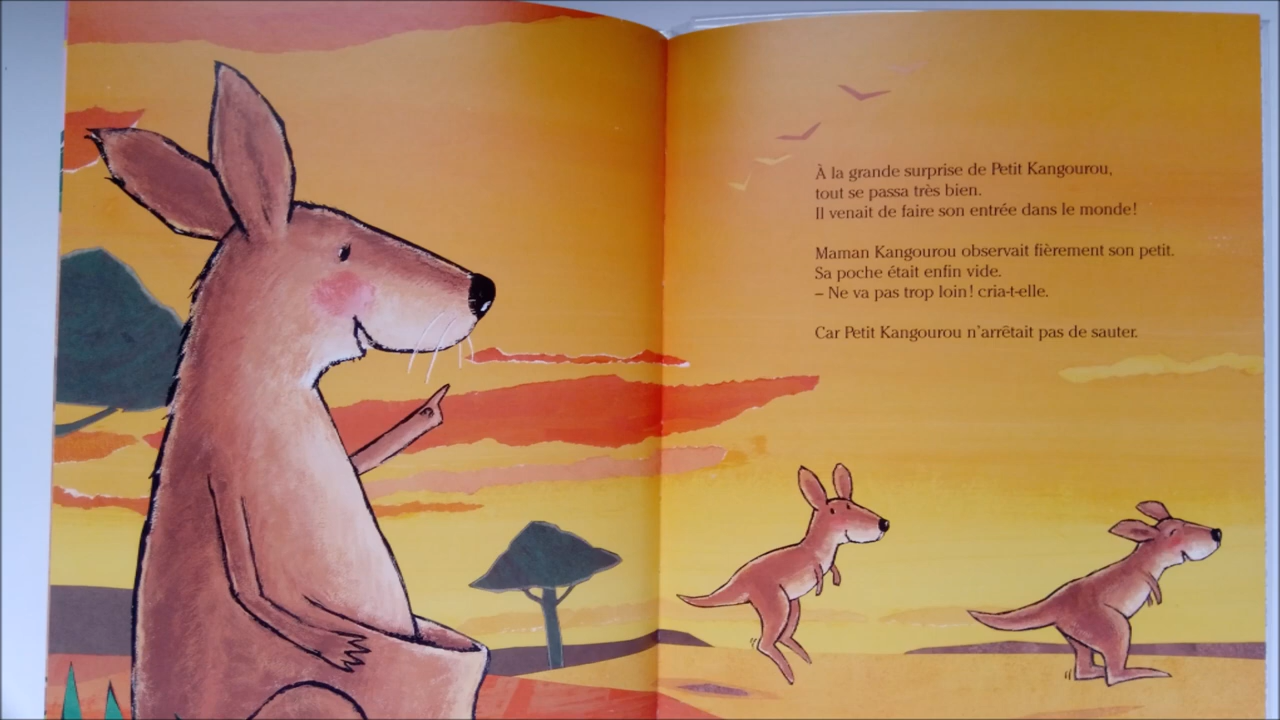 À la grande surprise de Petit Kangourou,
tout se passa très bien.
Il venait de faire son entrée dans le monde!
Maman Kangourou observait fièrement son petit.
Sa poche était enfin vide.
– Ne va pas trop loin! cria-t-elle.
Car Petit Kangourou n'arrêtait pas de sauter.